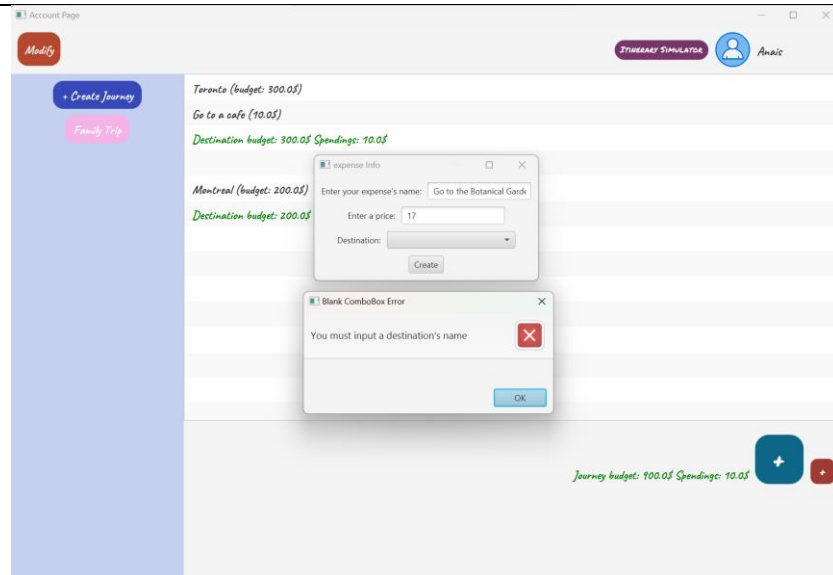 Account Page
Modify
ITINERARY SIMULATOR
Anais
+ Create Journey
Family Trip
Toronto (budget: 300.0$)
Go to a cafe (10.0$)
Destination budget: 300.0$ Spendings: 10.0$
expense Info
Montreal (budget: 200.0$)
Enter your expense's name: Go to the Botanical Garde
Destination budget: 200.0$
Enter a price: 17
Destination:
Create
Blank ComboBox Error
You must input a destination's name
OK
Journey budget: 900.0$ Spendings: 10.0$
+
+